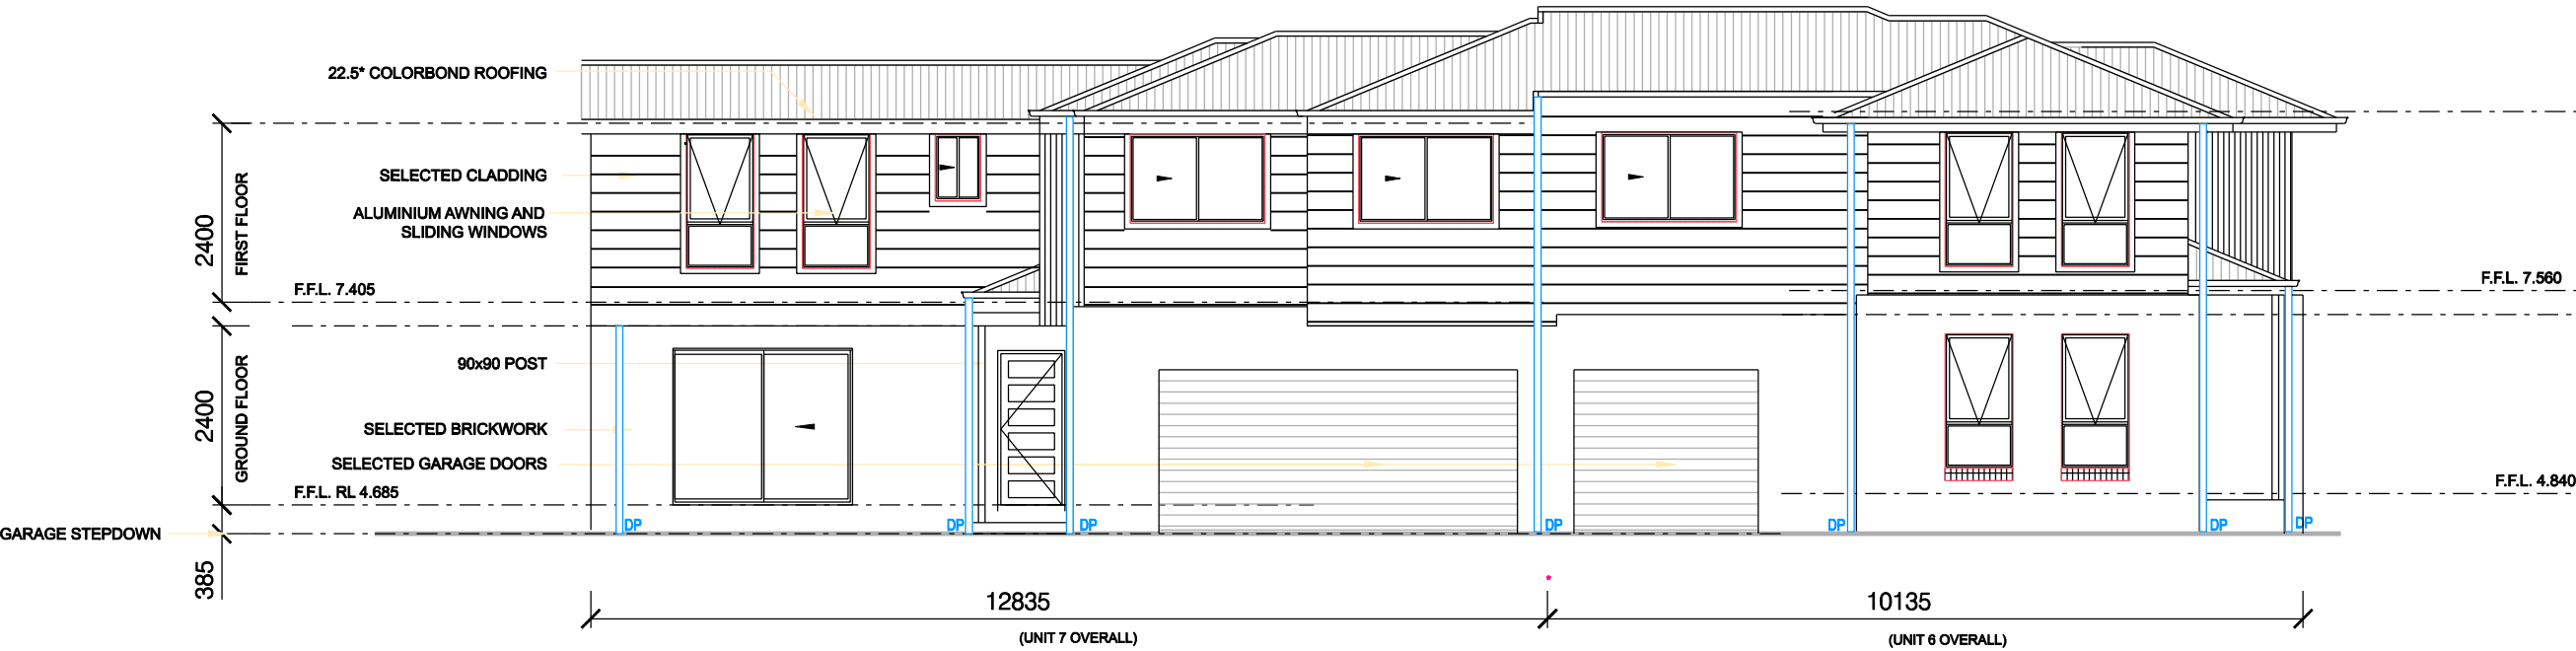 22.5* COLORBOND ROOFING
SELECTED CLADDING
ALUMINIUM AWNING AND
SLIDING WINDOWS
2400
FIRST FLOOR
F.F.L. 7.405
F.F.L. 7.560
90x90 POST
2400
GROUND FLOOR
SELECTED BRICKWORK
SELECTED GARAGE DOORS
F.F.L. RL 4.685
F.F.L. 4.840
GARAGE STEPDOWN
DP
DP
DP
DP
DP
DP
DP
385
*
12835
10135
(UNIT 7 OVERALL)
(UNIT 6 OVERALL)